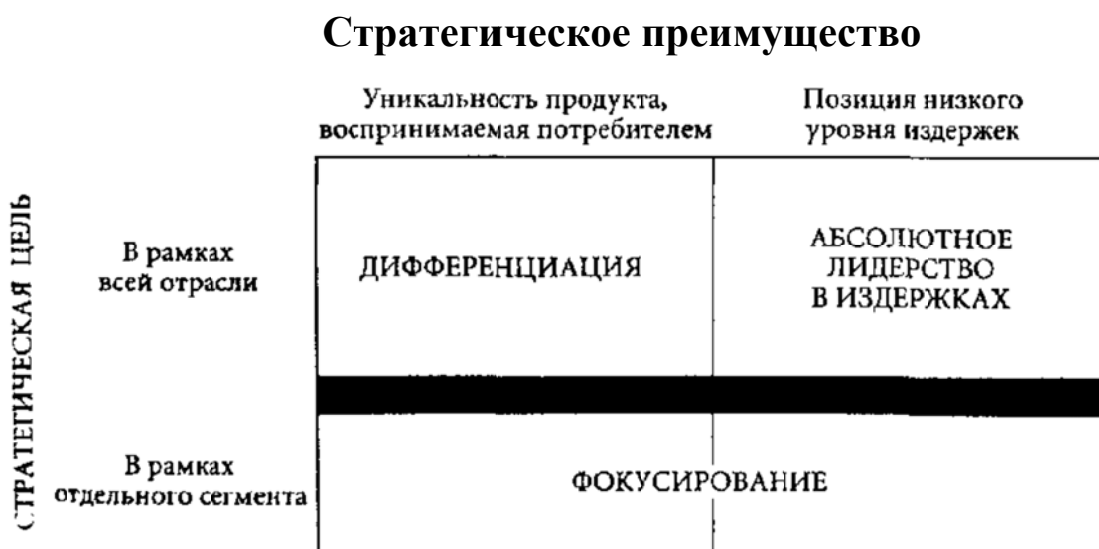 Стратегическое преимущество
Уникальность продукта,
воспринимаемая потребителем
Позиция низкого
уровня издержек
СТРАТЕГИЧЕСКАЯ ЦЕЛЬ
В рамках
всей отрасли
ДИФФЕРЕНЦИАЦИЯ
АБСОЛЮТНОЕ
ЛИДЕРСТВО
В ИЗДЕРЖКАХ
В рамках
отдельного сегмента
ФОКУСИРОВАНИЕ